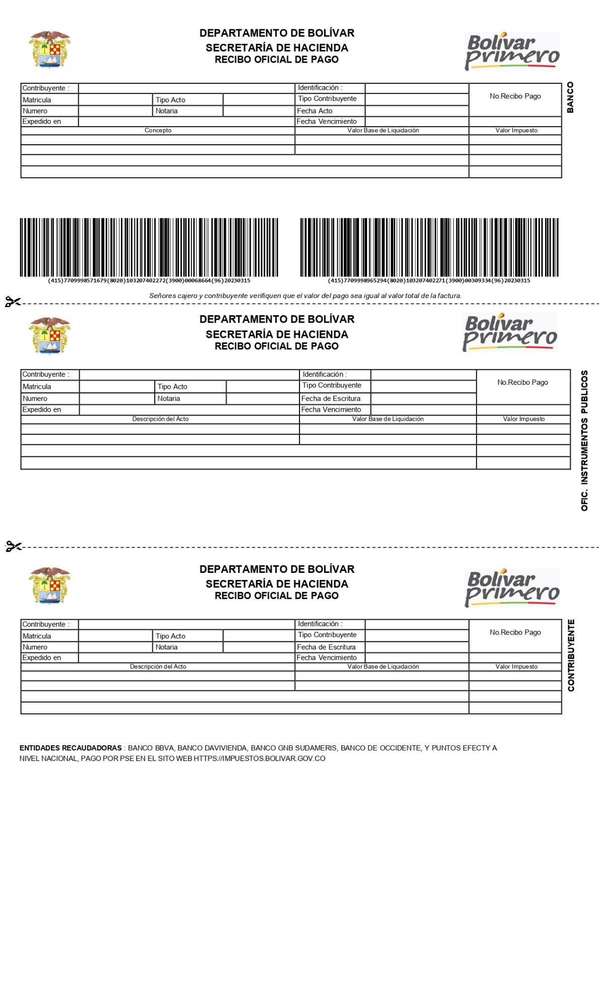 DEPARTAMENTO DE BOLÍVAR
SECRETARÍA DE HACIENDA
RECIBO OFICIAL DE PAGO
Bolívar
primero
BANCO
Contribuyente : Identificación :
No.Recibo Pago
Matricula Tipo Acto Tipo Contribuyente
Numero Notaria Fecha Acto
Expedido en Fecha Vencimiento
Concepto Valor Base de Liquidación Valor Impuesto
(415)7709998571679(8020)103207402272(3900)00068664(96)20230315 (415)7709998965294(8020)103207402271(3900)00309334(96)20230315
Señores cajero y contribuyente verifiquen que el valor del pago sea igual al valor total de la factura.
DEPARTAMENTO DE BOLÍVAR
SECRETARÍA DE HACIENDA
RECIBO OFICIAL DE PAGO
Bolívar
primero
OFIC. INSTRUMENTOS PUBLICOS
Contribuyente : Identificación :
No.Recibo Pago
Matricula Tipo Acto Tipo Contribuyente
Numero Notaria Fecha de Escritura
Expedido en Fecha Vencimiento
Descripción del Acto Valor Base de Liquidación Valor Impuesto
DEPARTAMENTO DE BOLÍVAR
SECRETARÍA DE HACIENDA
RECIBO OFICIAL DE PAGO
Bolívar
primero
CONTRIBUYENTE
Contribuyente : Identificación :
No.Recibo Pago
Matricula Tipo Acto Tipo Contribuyente
Numero Notaria Fecha de Escritura
Expedido en Fecha Vencimiento
Descripción del Acto Valor Base de Liquidación Valor Impuesto
ENTIDADES RECAUDADORAS : BANCO BBVA, BANCO DAVIVIENDA, BANCO GNB SUDAMERIS, BANCO DE OCCIDENTE, Y PUNTOS EFECTY A
NIVEL NACIONAL, PAGO POR PSE EN EL SITO WEB HTTPS://IMPUESTOS.BOLIVAR.GOV.CO